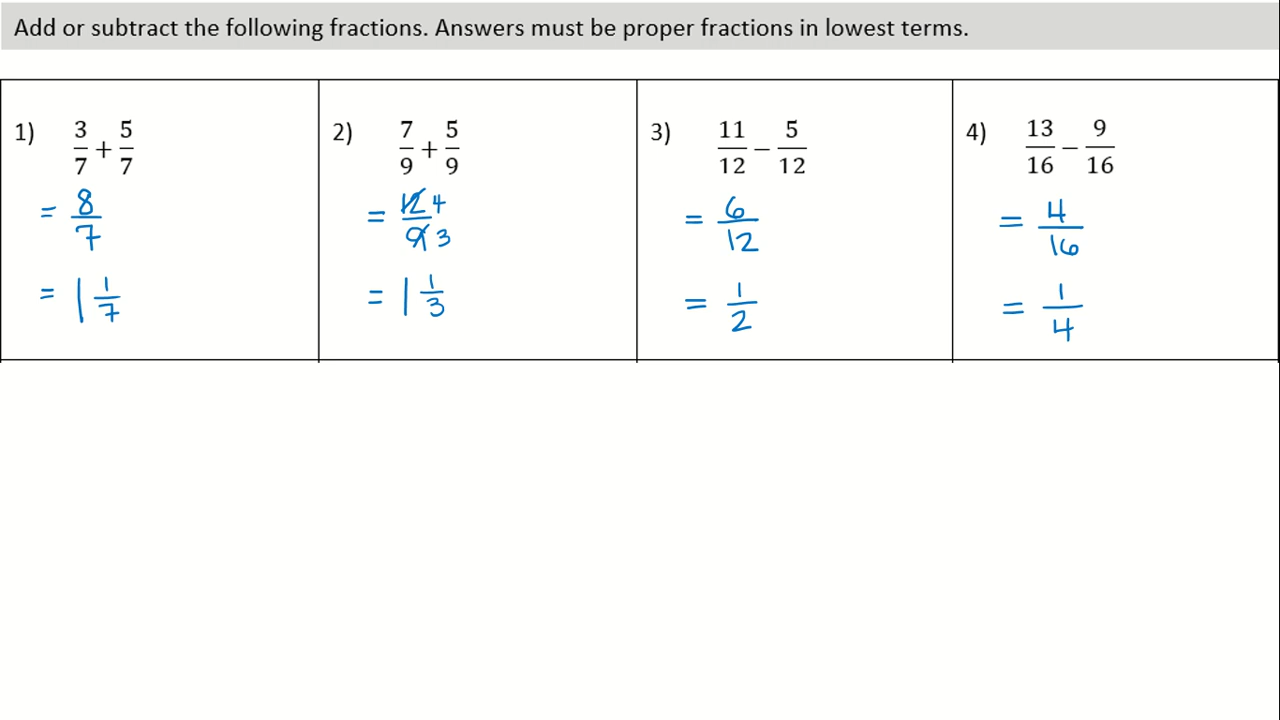 Add or subtract the following fractions. Answers must be proper fractions in lowest terms.
1) 3/7 + 5/7
= 8/7
= 1 1/7
2) 7/9 + 5/9
= 12/9 4/3
= 1 1/3
3) 11/12 − 5/12
= 6/12
= 1/2
4) 13/16 − 9/16
= 4/16
= 1/4